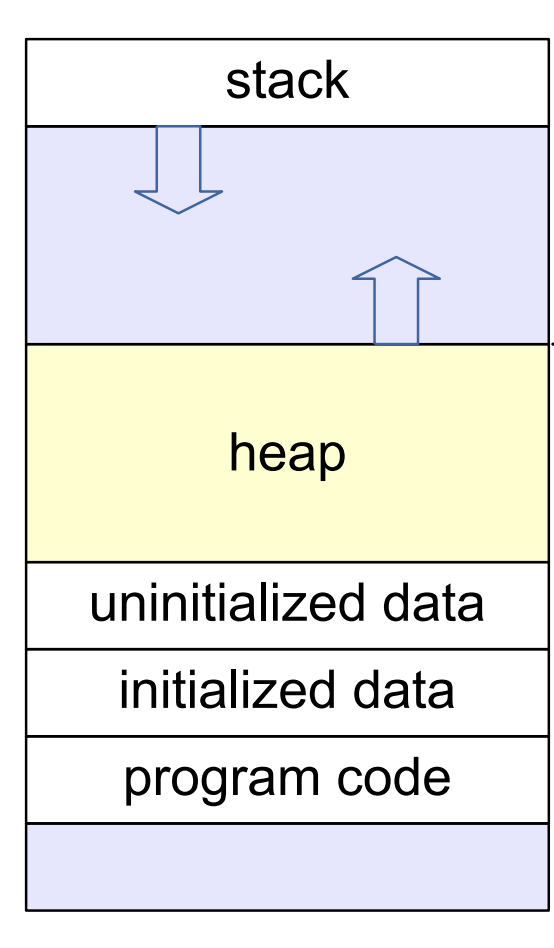 stack
heap
uninitialized data
initialized data
program code